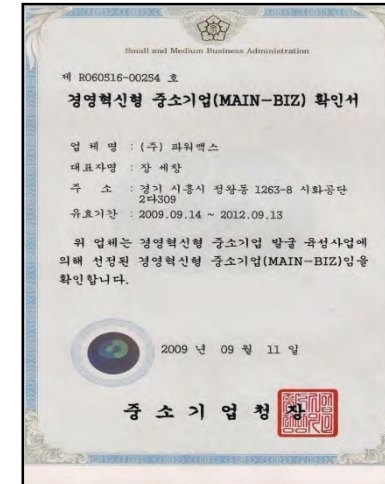 Small and Medium Business Administration
제 R060516-00254 호
경영혁신형 중소기업(MAIN-BIZ) 확인서
업 체 명 : (주) 파워맥스
대표자명 : 장 세창
주 소 : 경기 시흥시 정왕동 1263-8 시화공단
2다309
유효기간 : 2009.09.14 ~ 2012.09.13
위 업체는 경영혁신형 중소기업 발굴 육성사업에
의해 선정된 경영혁신형 중소기업(MAIN-BIZ)임을
확인합니다.
2009 년 09 월 11 일
중 소 기 업 청 장